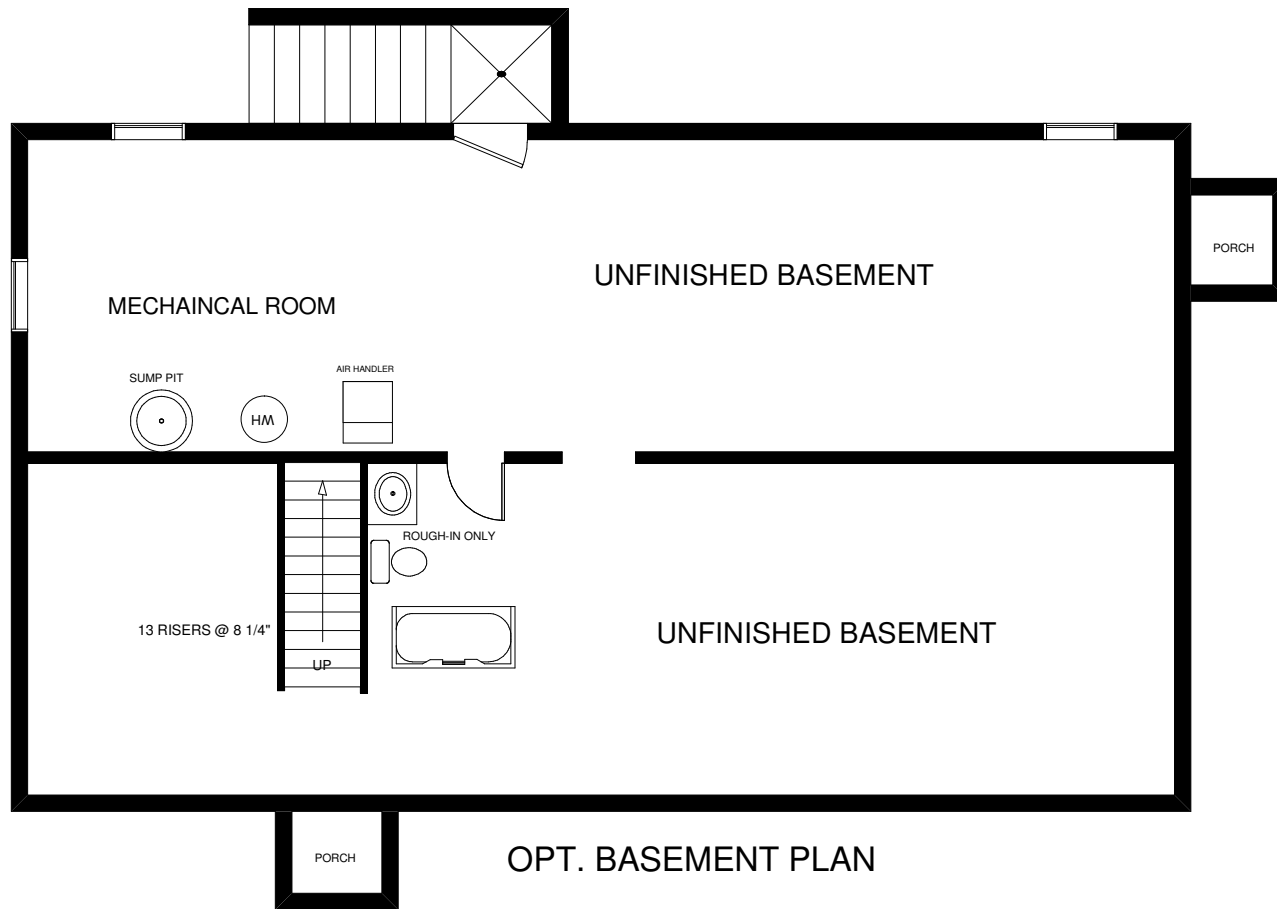 PORCH
UNFINISHED BASEMENT
MECHAINCAL ROOM
AIR HANDLER
SUMP PIT
WH
ROUGH-IN ONLY
13 RISERS @ 8 1/4"
UNFINISHED BASEMENT
UP
PORCH
OPT. BASEMENT PLAN